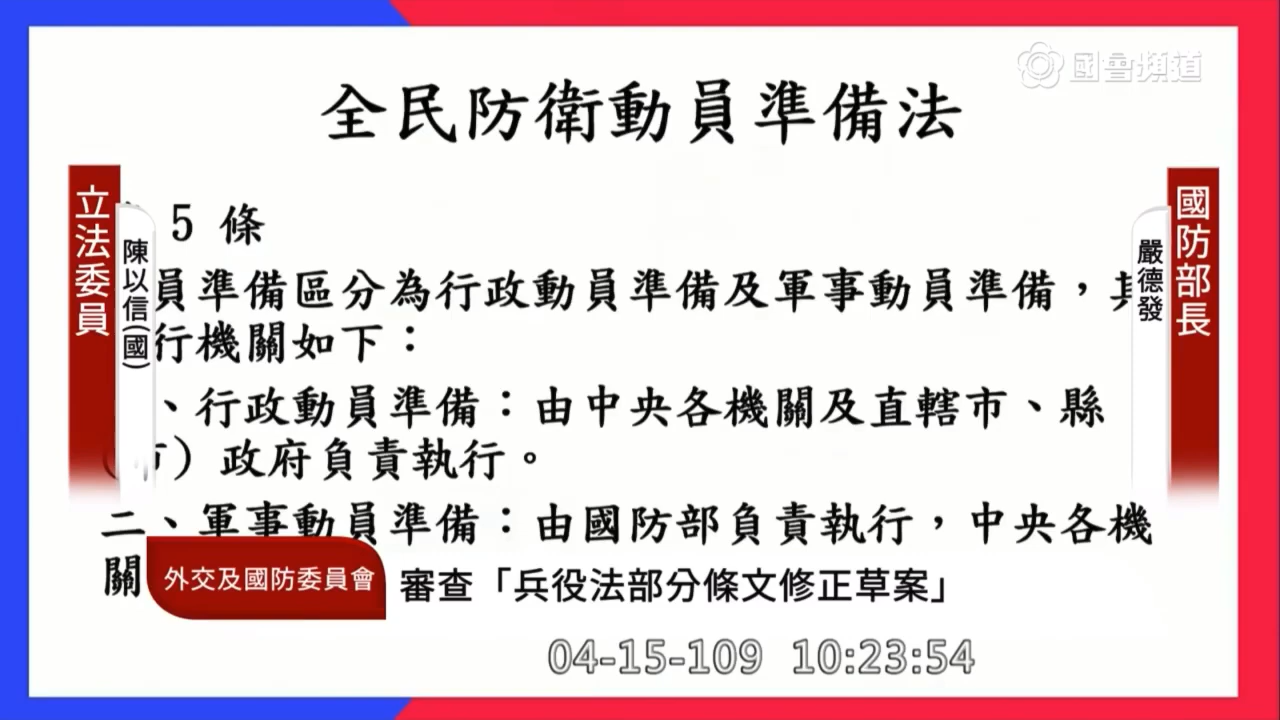 國會頻道
全民防衛動員準備法
5 條
員準備區分為行政動員準備及軍事動員準備，其
行機關如下：
、行政動員準備：由中央各機關及直轄市、縣
市）政府負責執行。
二、軍事動員準備：由國防部負責執行，中央各機
關
立法委員
陳以信(國)
國防部長
嚴德發
外交及國防委員會
審查「兵役法部分條文修正草案」
04-15-109 10:23:54